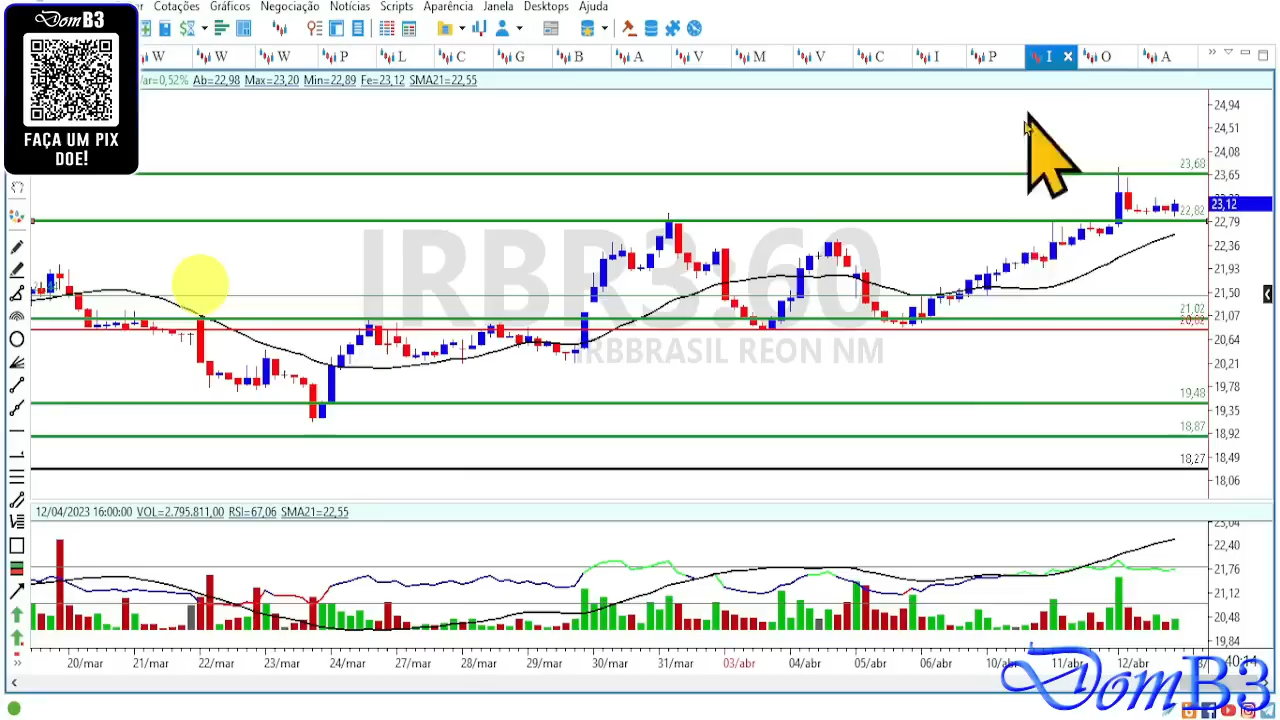 DomB3
FAÇA UM PIX
DOE!
Cotações Gráficos Negociação Notícias Scripts Aparência Janela Desktops Ajuda
W W W P L C G B A V M V C I P I O A
Var=0,52% Ab=22,98 Max=23,20 Min=22,89 Fe=23,12 SMA21=22,55
IRBR3:60
IRBBRASIL REON NM
23,68
22,82
21,02
19,48
18,87
18,27
24,94
24,51
24,08
23,65
23,12
22,79
22,36
21,93
21,50
21,07
20,64
20,21
19,78
19,35
18,92
18,49
18,06
12/04/2023 16:00:00 VOL=2.795.811,00 RSI=67,06 SMA21=22,55
23,04
22,40
21,76
21,12
20,48
19,84
20/mar 21/mar 22/mar 23/mar 24/mar 27/mar 28/mar 29/mar 30/mar 31/mar 03/abr 04/abr 05/abr 06/abr 10/abr 11/abr 12/abr
40:14
DomB3